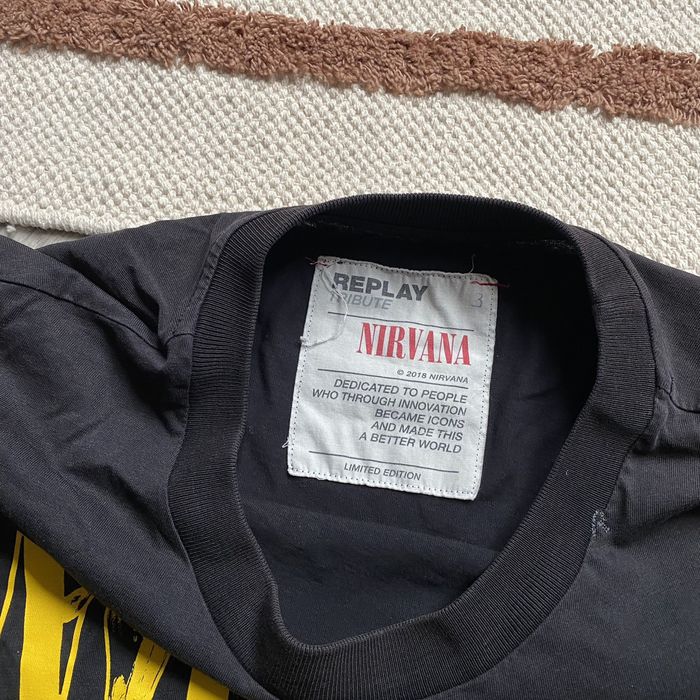 REPLAY
TRIBUTE 3
NIRVANA
© 2018 NIRVANA
DEDICATED TO PEOPLE
WHO THROUGH INNOVATION
BECAME ICONS
AND MADE THIS
A BETTER WORLD
LIMITED EDITION